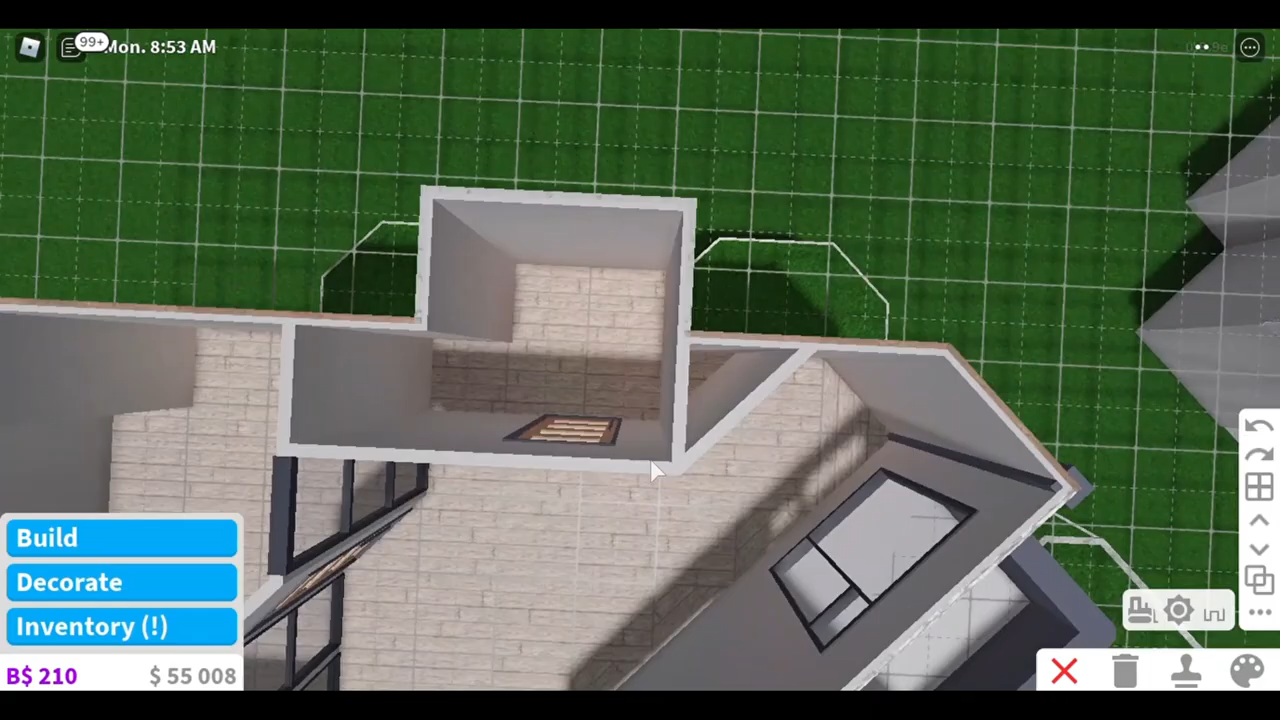 99+
Mon. 8:53 AM
Build
Decorate
Inventory (!)
B$ 210
$ 55 008